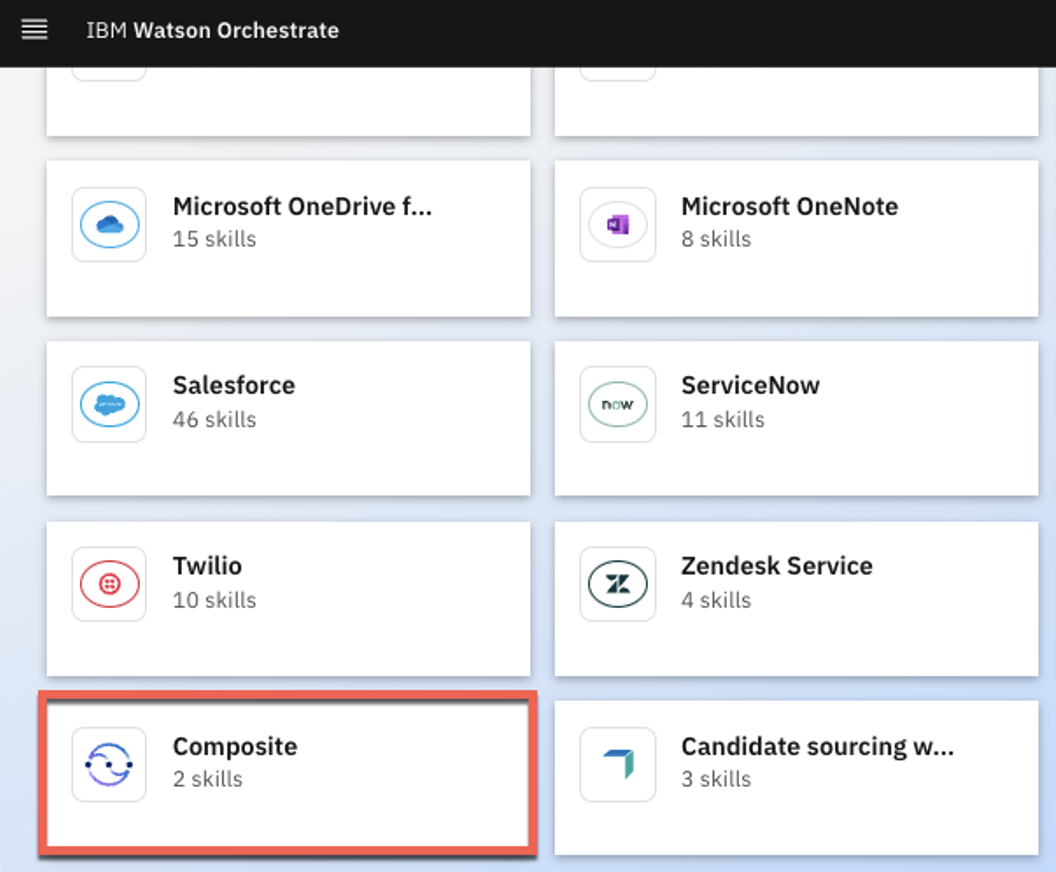 IBM Watson Orchestrate
Microsoft OneDrive f...
15 skills
Microsoft OneNote
8 skills
Salesforce
46 skills
ServiceNow
11 skills
now
Twilio
10 skills
Zendesk Service
4 skills
Composite
2 skills
Candidate sourcing w...
3 skills